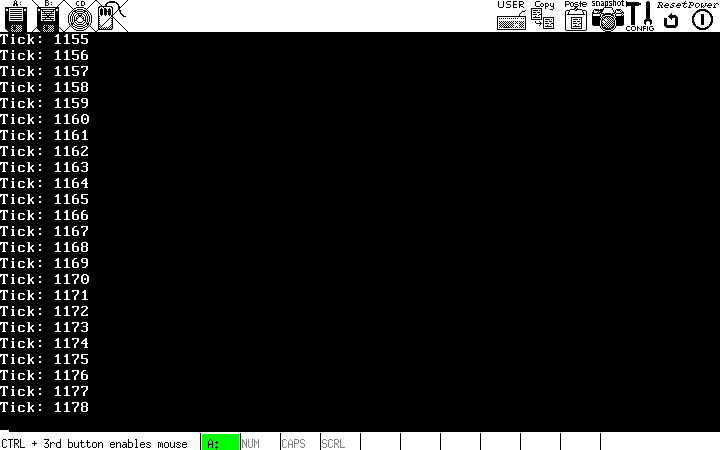 A: B: CD USER Copy Paste snapshot CONFIG Reset Power
Tick: 1155
Tick: 1156
Tick: 1157
Tick: 1158
Tick: 1159
Tick: 1160
Tick: 1161
Tick: 1162
Tick: 1163
Tick: 1164
Tick: 1165
Tick: 1166
Tick: 1167
Tick: 1168
Tick: 1169
Tick: 1170
Tick: 1171
Tick: 1172
Tick: 1173
Tick: 1174
Tick: 1175
Tick: 1176
Tick: 1177
Tick: 1178
CTRL + 3rd button enables mouse A: NUM CAPS SCRL